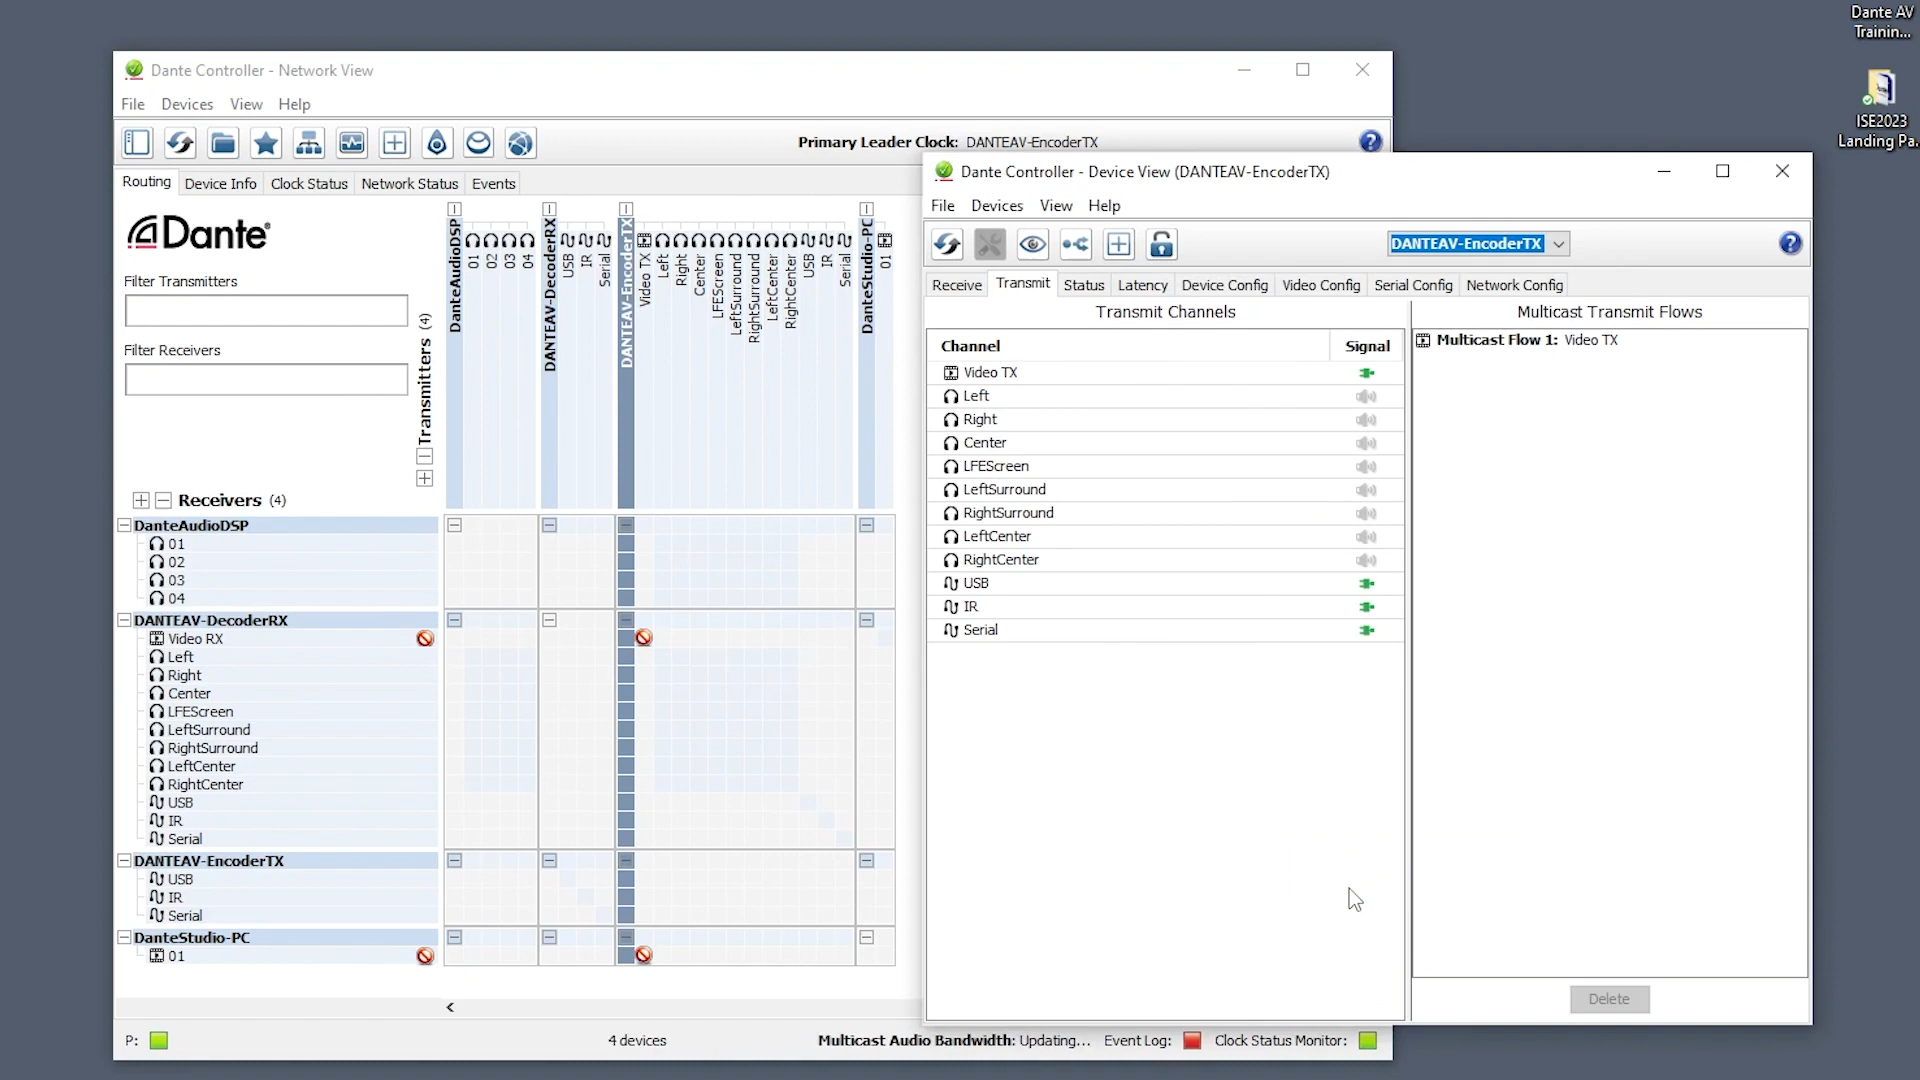 Dante AV
Trainin...
ISE2023
Landing Pa.
Dante Controller - Network View
File Devices View Help
Primary Leader Clock: DANTEAV-EncoderTX
Routing Device Info Clock Status Network Status Events
Dante®
Filter Transmitters
Filter Receivers
Transmitters (4)
Receivers (4)
DanteAudioDSP
01
02
03
04
DANTEAV-DecoderRX
USB
IR
Serial
DANTEAV-EncoderTX
Video TX
Left
Right
Center
LFEScreen
LeftSurround
RightSurround
LeftCenter
RightCenter
USB
IR
Serial
DanteStudio-PC
01
DanteAudioDSP
01
02
03
04
DANTEAV-DecoderRX
Video RX
Left
Right
Center
LFEScreen
LeftSurround
RightSurround
LeftCenter
RightCenter
USB
IR
Serial
DANTEAV-EncoderTX
USB
IR
Serial
DanteStudio-PC
01
P:
4 devices
Multicast Audio Bandwidth: Updating... Event Log: Clock Status Monitor:
Dante Controller - Device View (DANTEAV-EncoderTX)
File Devices View Help
DANTEAV-EncoderTX
Receive Transmit Status Latency Device Config Video Config Serial Config Network Config
Transmit Channels
Channel Signal
Video TX
Left
Right
Center
LFEScreen
LeftSurround
RightSurround
LeftCenter
RightCenter
USB
IR
Serial
Multicast Transmit Flows
Multicast Flow 1: Video TX
Delete